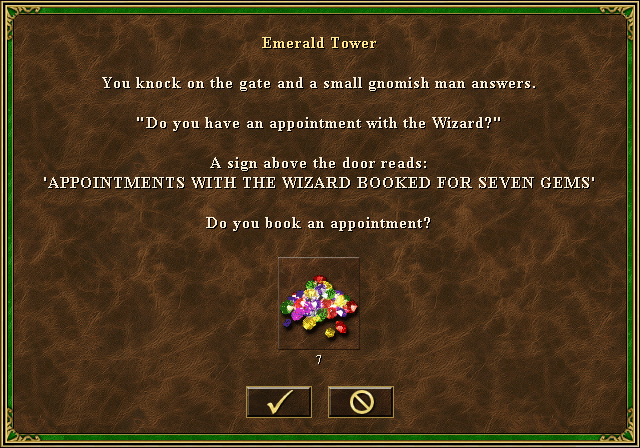 Emerald Tower
You knock on the gate and a small gnomish man answers.
"Do you have an appointment with the Wizard?"
A sign above the door reads:
'APPOINTMENTS WITH THE WIZARD BOOKED FOR SEVEN GEMS'
Do you book an appointment?
7